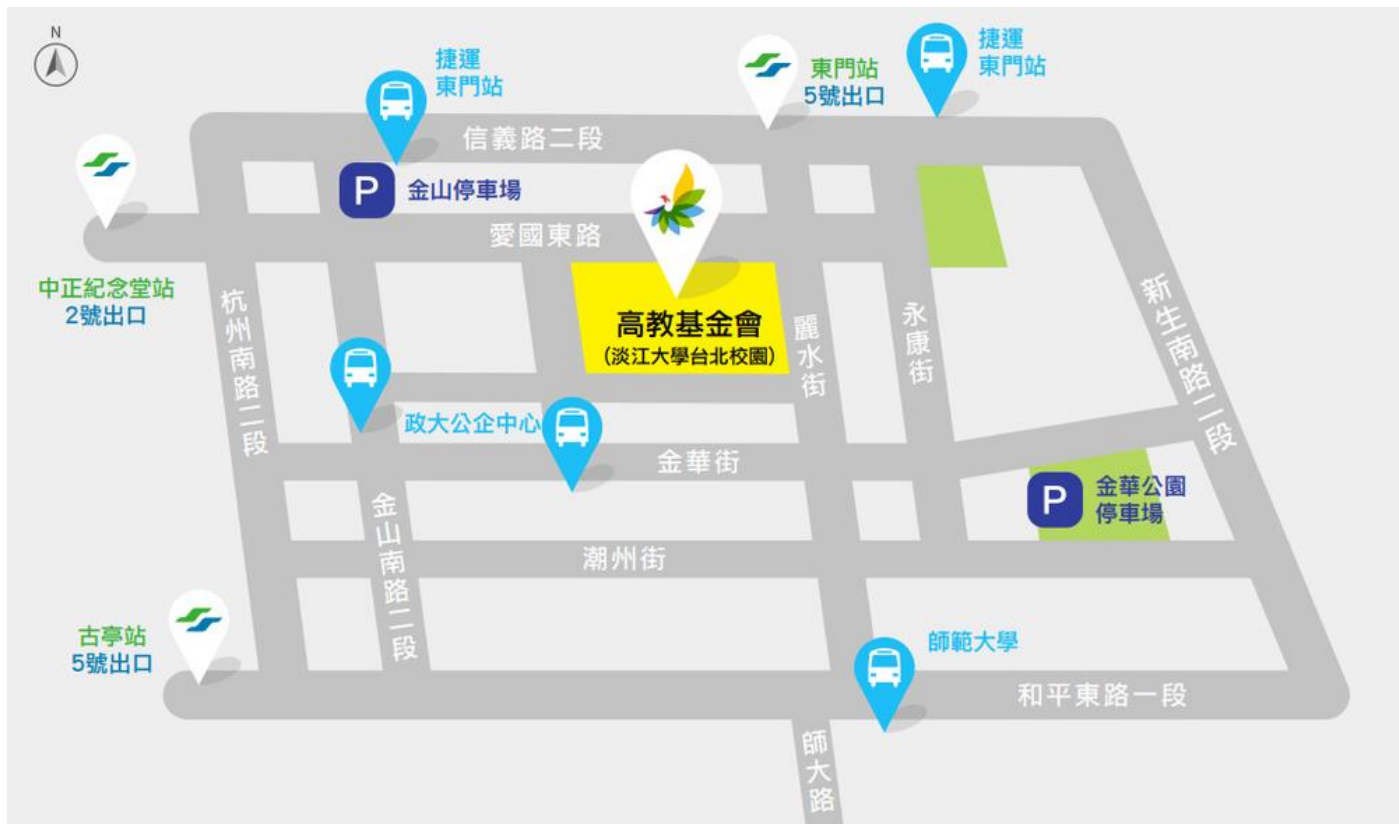 N
捷運
東門站
東門站
5號出口
捷運
東門站
信義路二段
P
金山停車場
愛國東路
中正紀念堂站
2號出口
高教基金會
(淡江大學台北校園)
杭州南路二段
麗水街
永康街
新生南路二段
政大公企中心
金華街
P
金華公園
停車場
金山南路二段
潮州街
古亭站
5號出口
師範大學
和平東路一段
師大路